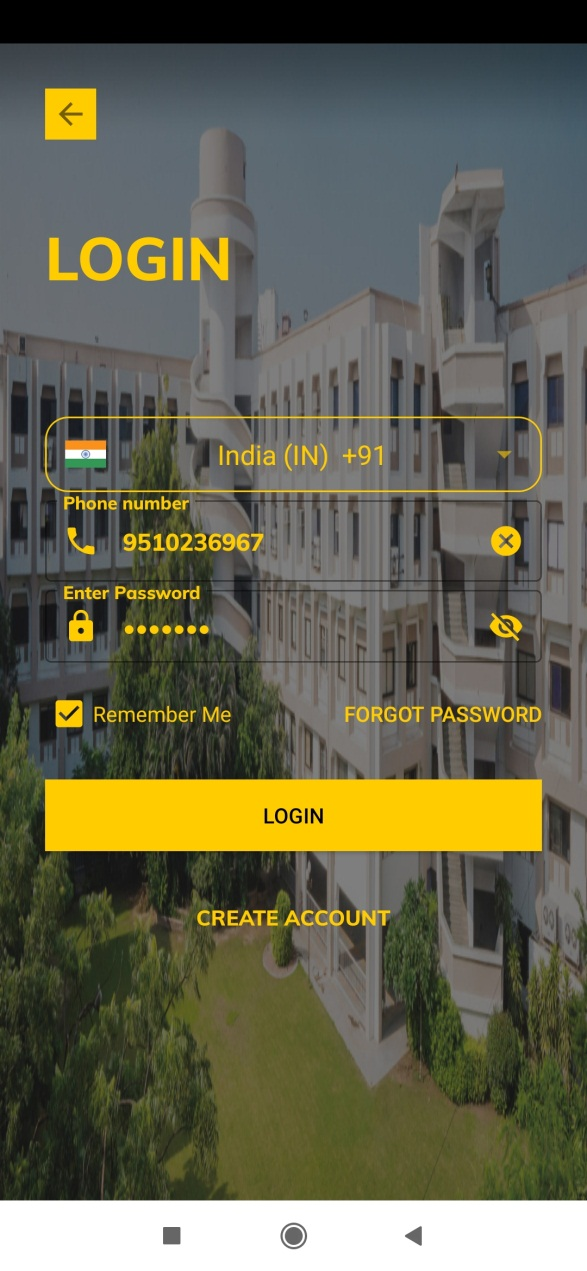 LOGIN
India (IN) +91
Phone number
9510236967
Enter Password
•••••••
Remember Me
FORGOT PASSWORD
LOGIN
CREATE ACCOUNT